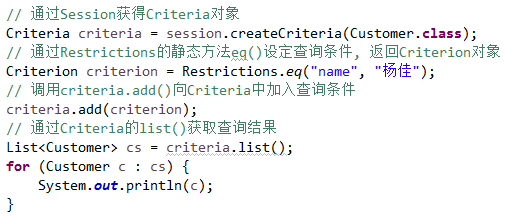 // 通过Session获得Criteria对象
Criteria criteria = session.createCriteria(Customer.class);
// 通过Restrictions的静态方法eq()设定查询条件, 返回Criterion对象
Criterion criterion = Restrictions.eq("name", "杨佳");
// 调用criteria.add()向Criteria中加入查询条件
criteria.add(criterion);
// 通过Criteria的list()获取查询结果
List<Customer> cs = criteria.list();
for (Customer c : cs) {
    System.out.println(c);
}